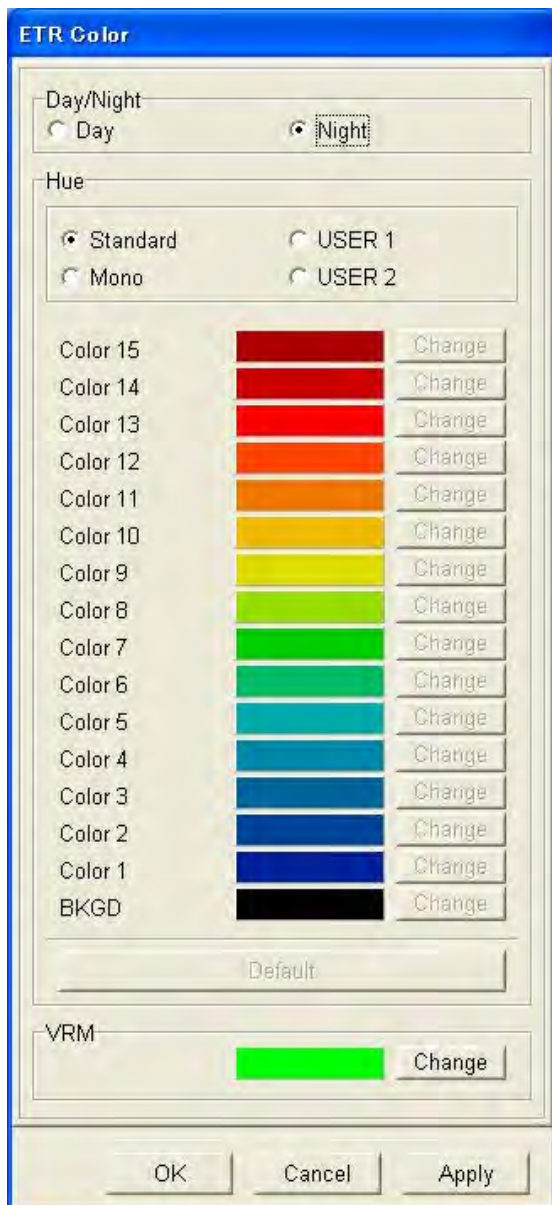 ETR Color
Day/Night
Day Night
Hue
Standard USER 1
Mono USER 2
Color 15 Change
Color 14 Change
Color 13 Change
Color 12 Change
Color 11 Change
Color 10 Change
Color 9 Change
Color 8 Change
Color 7 Change
Color 6 Change
Color 5 Change
Color 4 Change
Color 3 Change
Color 2 Change
Color 1 Change
BKGD Change
Default
VRM
Change
OK Cancel Apply